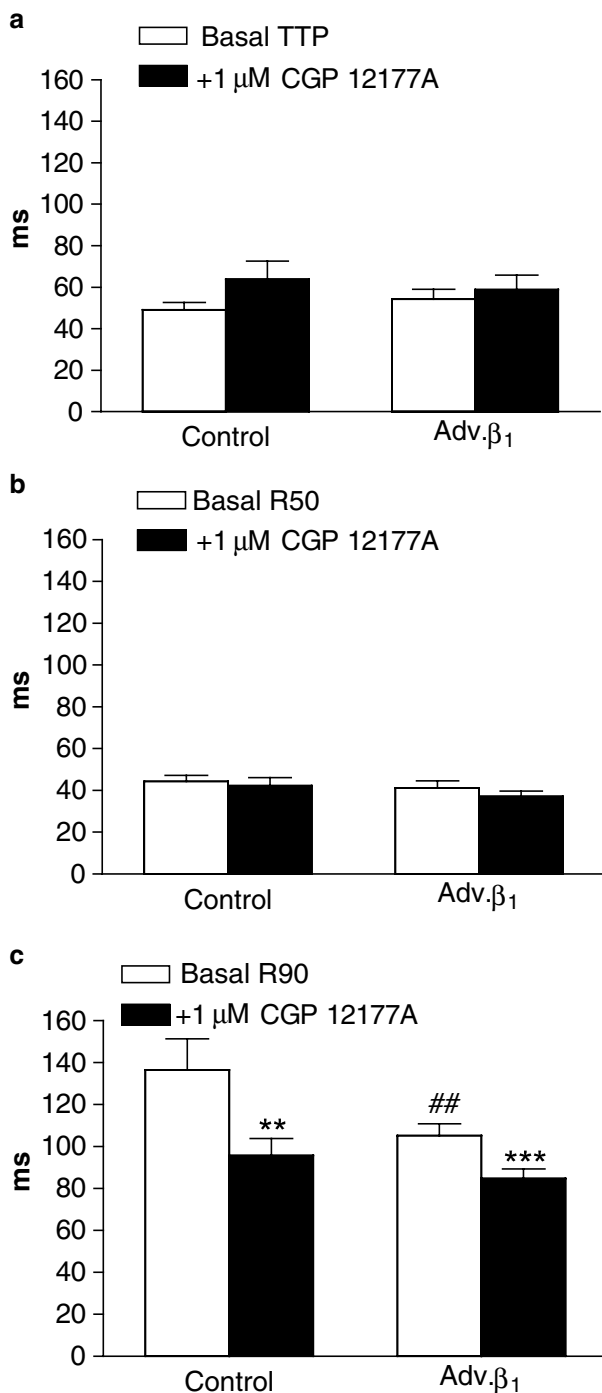 a
Basal TTP
+1 μM CGP 12177A
160
140
120
100
80
60
40
20
0
ms
Control
Adv.β1
b
Basal R50
+1 μM CGP 12177A
160
140
120
100
80
60
40
20
0
ms
Control
Adv.β1
c
Basal R90
+1 μM CGP 12177A
160
140
120
100
80
60
40
20
0
ms
**
##
***
Control
Adv.β1